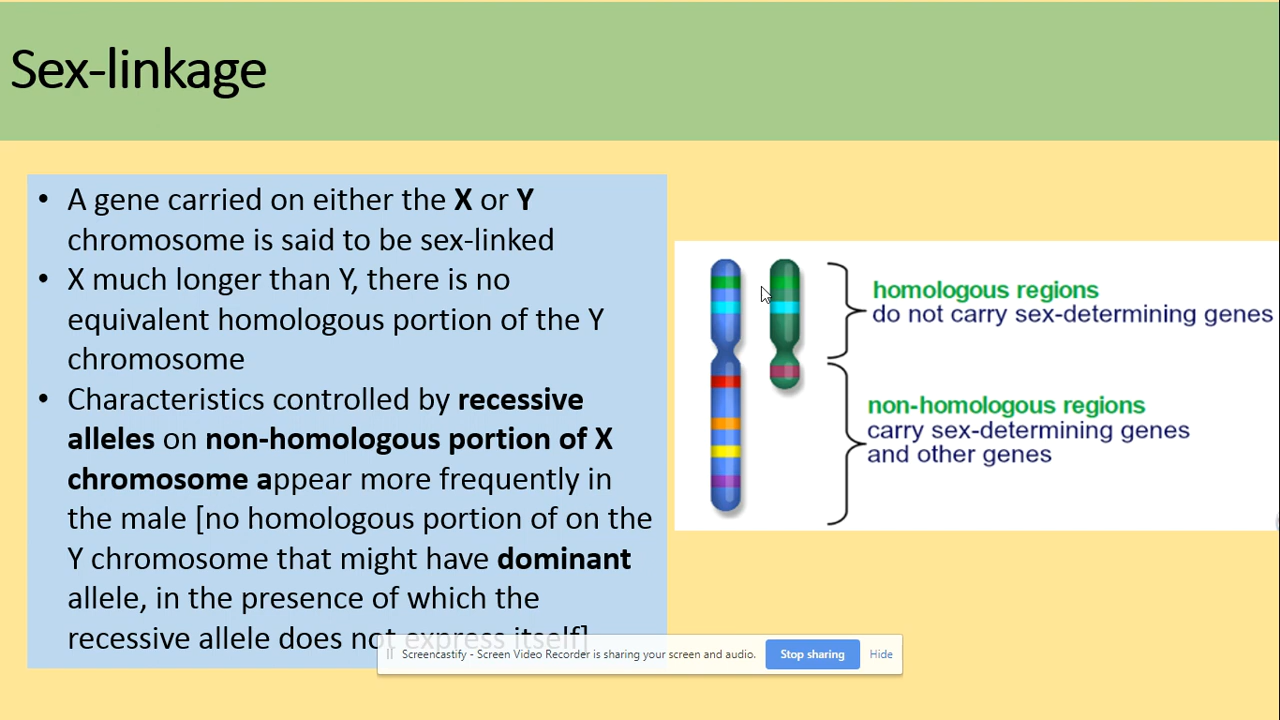 Sex-linkage
• A gene carried on either the X or Y
chromosome is said to be sex-linked
• X much longer than Y, there is no
equivalent homologous portion of the Y
chromosome
• Characteristics controlled by recessive
alleles on non-homologous portion of X
chromosome appear more frequently in
the male [no homologous portion of on the
Y chromosome that might have dominant
allele, in the presence of which the
recessive allele does not express itself]
homologous regions
do not carry sex-determining genes
non-homologous regions
carry sex-determining genes
and other genes
Screencastify - Screen Video Recorder is sharing your screen and audio.
Stop sharing
Hide